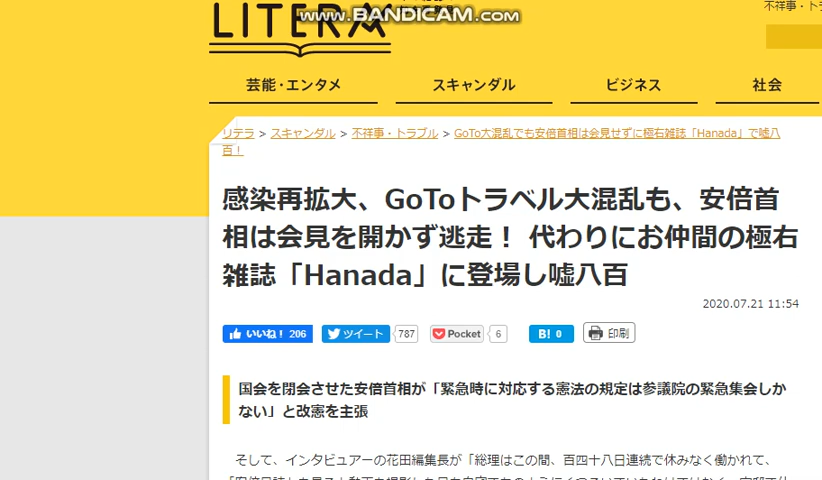 LITERA
www.BANDICAM.com
不祥事・トラ
芸能・エンタメ
スキャンダル
ビジネス
社会
リテラ > スキャンダル > 不祥事・トラブル > GoTo大混乱でも安倍首相は会見せずに極右雑誌「Hanada」で嘘八
百！
感染再拡大、GoToトラベル大混乱も、安倍首
相は会見を開かず逃走！ 代わりにお仲間の極右
雑誌「Hanada」に登場し嘘八百
2020.07.21 11:54
いいね！ 206
ツイート 787
Pocket 6
B! 0
印刷
国会を閉会させた安倍首相が「緊急時に対応する憲法の規定は参議院の緊急集会しか
ない」と改憲を主張
そして、インタビュアーの花田編集長が「総理はこの間、百四十八日連続で休みなく働かれて、